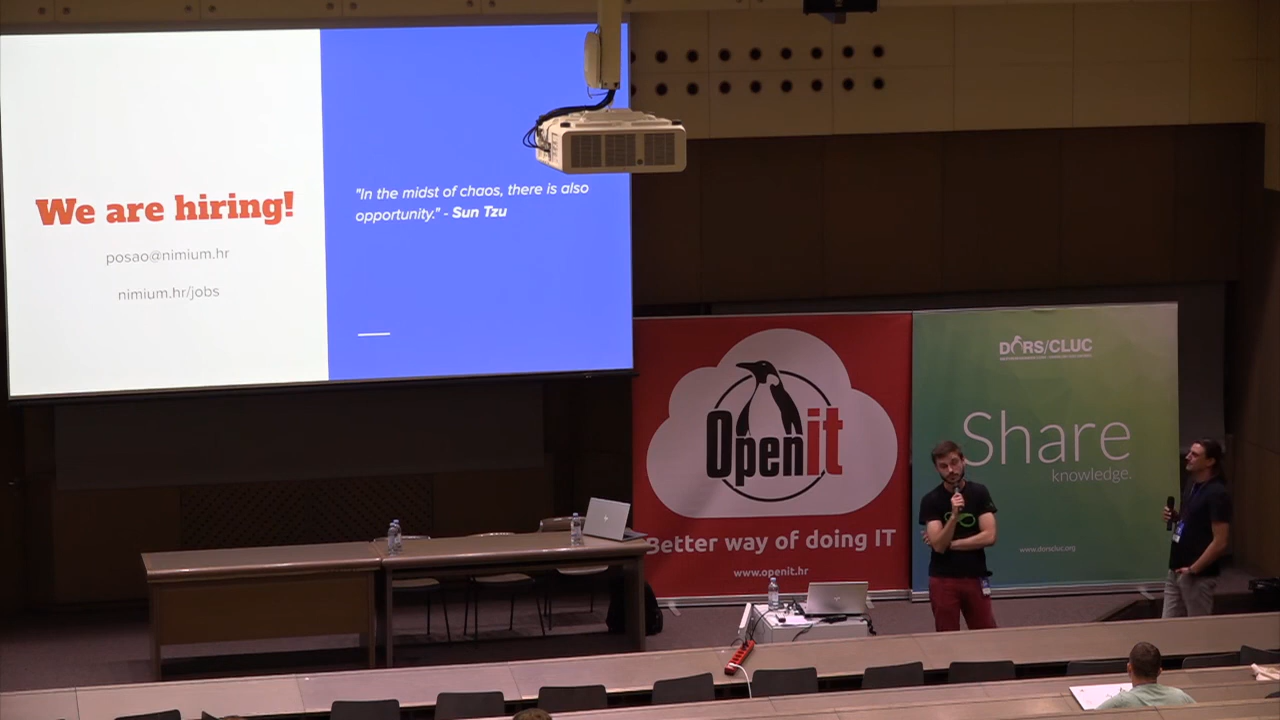 We are hiring!
posao@nimium.hr
nimium.hr/jobs
"In the midst of chaos, there is also
opportunity." - Sun Tzu
Openit
Better way of doing IT
www.openit.hr
DORS/CLUC
Share
knowledge.
www.dorscluc.org